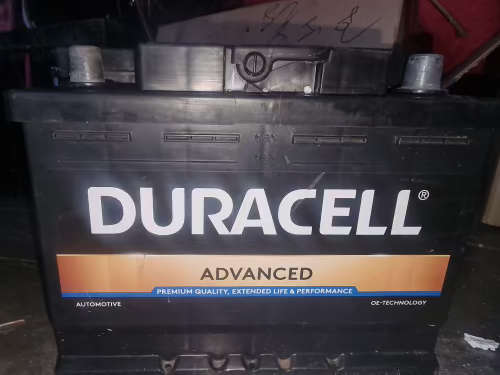 DURACELL®
ADVANCED
PREMIUM QUALITY, EXTENDED LIFE & PERFORMANCE
AUTOMOTIVE
OE-TECHNOLOGY